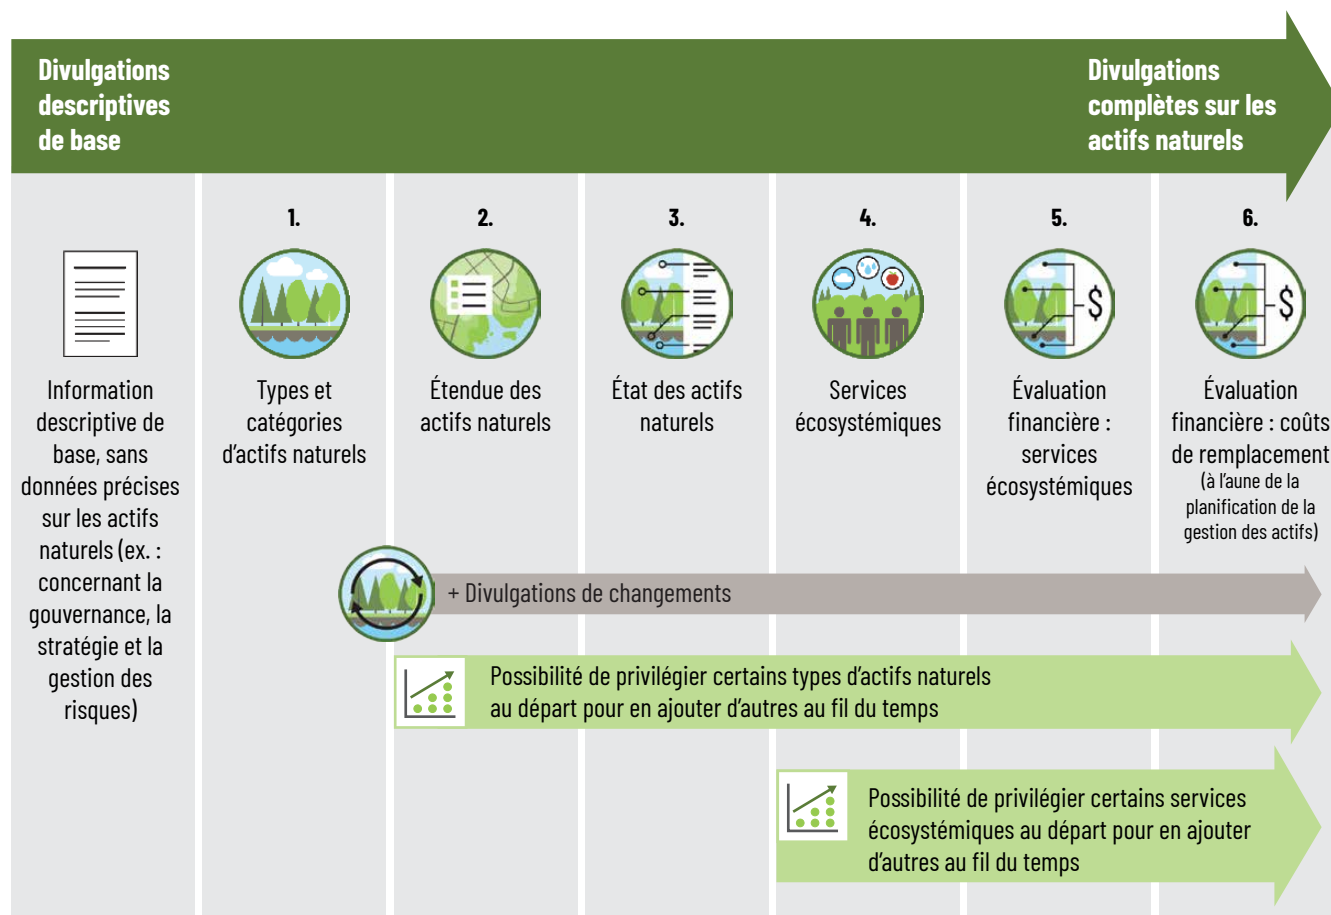 Divulgations
descriptives
de base
Divulgations
complètes sur les
actifs naturels
Information
descriptive de
base, sans
données précises
sur les actifs
naturels (ex. :
concernant la
gouvernance, la
stratégie et la
gestion des
risques)
1.
Types et
catégories
d’actifs naturels
2.
Étendue des
actifs naturels
3.
État des actifs
naturels
4.
Services
écosystémiques
5.
Évaluation
financière :
services
écosystémiques
$
6.
Évaluation
financière : coûts
de remplacement
(à l’aune de la
planification de la
gestion des actifs)
$
+ Divulgations de changements
Possibilité de privilégier certains types d’actifs naturels
au départ pour en ajouter d’autres au fil du temps
Possibilité de privilégier certains services
écosystémiques au départ pour en ajouter
d’autres au fil du temps